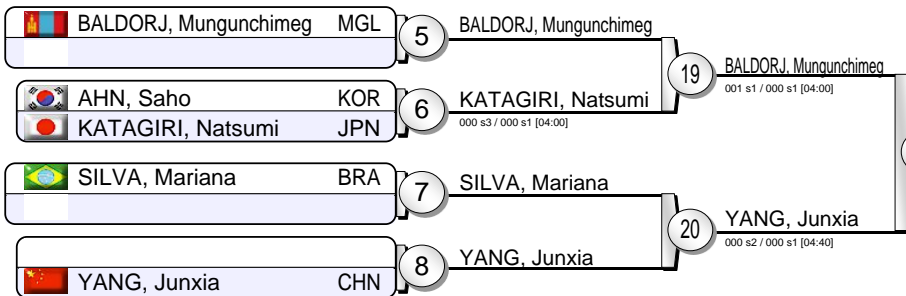 BALDORJ, Mungunchimeg MGL
5
BALDORJ, Mungunchimeg
19
BALDORJ, Mungunchimeg
001 s1 / 000 s1 [04:00]
AHN, Saho KOR
6
KATAGIRI, Natsumi JPN
KATAGIRI, Natsumi
000 s3 / 000 s1 [04:00]
SILVA, Mariana BRA
7
SILVA, Mariana
20
YANG, Junxia
000 s2 / 000 s1 [04:40]
YANG, Junxia CHN
8
YANG, Junxia